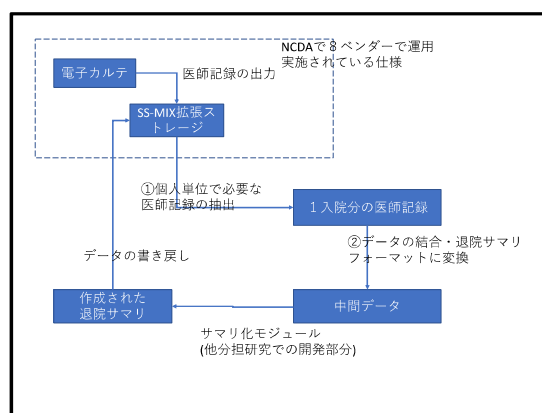 NCDAで８ベンダーで運用
実施されている仕様
電子カルテ
医師記録の出力
SS-MIX拡張ス
トレージ
①個人単位で必要な
医師記録の抽出
１入院分の医師記録
②データの結合・退院サマリ
フォーマットに変換
データの書き戻し
作成された
退院サマリ
中間データ
サマリ化モジュール
(他分担研究での開発部分)